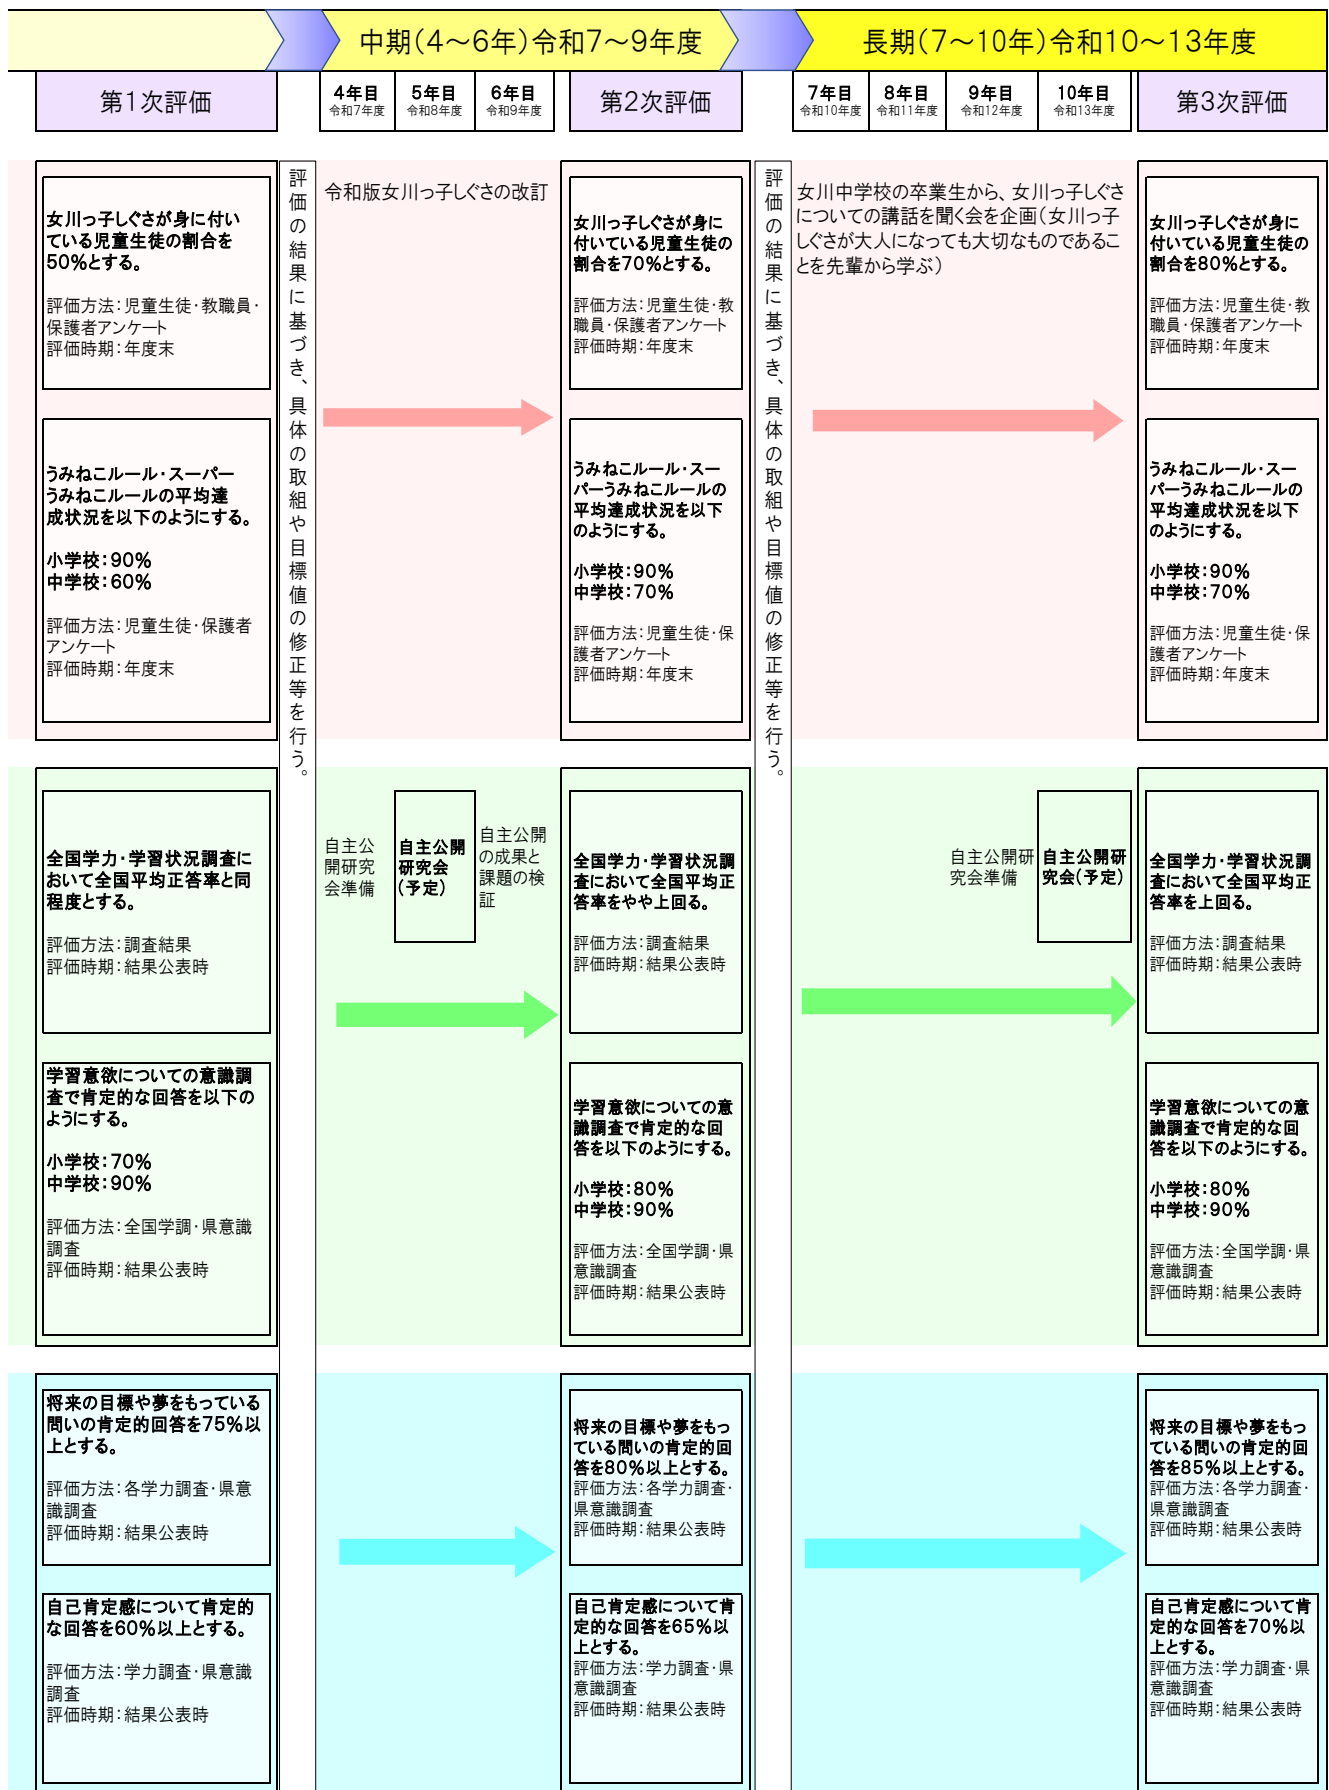 中期(4～6年)令和7～9年度
長期(7～10年)令和10～13年度
第1次評価
4年目
令和7年度
5年目
令和8年度
6年目
令和9年度
第2次評価
7年目
令和10年度
8年目
令和11年度
9年目
令和12年度
10年目
令和13年度
第3次評価
女川っ子しぐさが身に付い
ている児童生徒の割合を
50%とする。
評価方法：児童生徒・教職員・
保護者アンケート
評価時期：年度末
うみねこルール・スーパー
うみねこルールの平均達
成状況を以下のようにする。
小学校：90%
中学校：60%
評価方法：児童生徒・保護者
アンケート
評価時期：年度末
評価の結果に基づき、具体の取組や目標値の修正等を行う。
令和版女川っ子しぐさの改訂
女川っ子しぐさが身に
付いている児童生徒の
割合を70%とする。
評価方法：児童生徒・教
職員・保護者アンケート
評価時期：年度末
うみねこルール・スー
パーうみねこルールの
平均達成状況を以下
のようにする。
小学校：90%
中学校：70%
評価方法：児童生徒・保
護者アンケート
評価時期：年度末
評価の結果に基づき、具体の取組や目標値の修正等を行う。
女川中学校の卒業生から、女川っ子しぐさ
についての講話を聞く会を企画(女川っ子
しぐさが大人になっても大切なものであるこ
とを先輩から学ぶ)
女川っ子しぐさが身に
付いている児童生徒の
割合を80%とする。
評価方法：児童生徒・教
職員・保護者アンケート
評価時期：年度末
うみねこルール・スー
パーうみねこルールの
平均達成状況を以下
のようにする。
小学校：90%
中学校：70%
評価方法：児童生徒・保
護者アンケート
評価時期：年度末
全国学力・学習状況調査に
おいて全国平均正答率と同
程度とする。
評価方法：調査結果
評価時期：結果公表時
学習意欲についての意識調
査で肯定的な回答を以下の
ようにする。
小学校：70%
中学校：90%
評価方法：全国学調・県意識
調査
評価時期：結果公表時
自主公
開研究
会準備
自主公開
研究会
(予定)
自主公開
の成果と
課題の検
証
全国学力・学習状況調
査において全国平均正
答率をやや上回る。
評価方法：調査結果
評価時期：結果公表時
学習意欲についての意
識調査で肯定的な回
答を以下のようにする。
小学校：80%
中学校：90%
評価方法：全国学調・県
意識調査
評価時期：結果公表時
自主公開研
究会準備
自主公開研
究会(予定)
全国学力・学習状況調
査において全国平均正
答率を上回る。
評価方法：調査結果
評価時期：結果公表時
学習意欲についての意
識調査で肯定的な回
答を以下のようにする。
小学校：80%
中学校：90%
評価方法：全国学調・県
意識調査
評価時期：結果公表時
将来の目標や夢をもっている
問いの肯定的回答を75%以
上とする。
評価方法：各学力調査・県意
識調査
評価時期：結果公表時
自己肯定感について肯定的
な回答を60%以上とする。
評価方法：学力調査・県意識
調査
評価時期：結果公表時
将来の目標や夢をもっ
ている問いの肯定的回
答を80%以上とする。
評価方法：各学力調査・
県意識調査
評価時期：結果公表時
自己肯定感について肯
定的な回答を65%以
上とする。
評価方法：学力調査・県
意識調査
評価時期：結果公表時
将来の目標や夢をもっ
ている問いの肯定的回
答を85%以上とする。
評価方法：各学力調査・
県意識調査
評価時期：結果公表時
自己肯定感について肯
定的な回答を70%以
上とする。
評価方法：学力調査・県
意識調査
評価時期：結果公表時